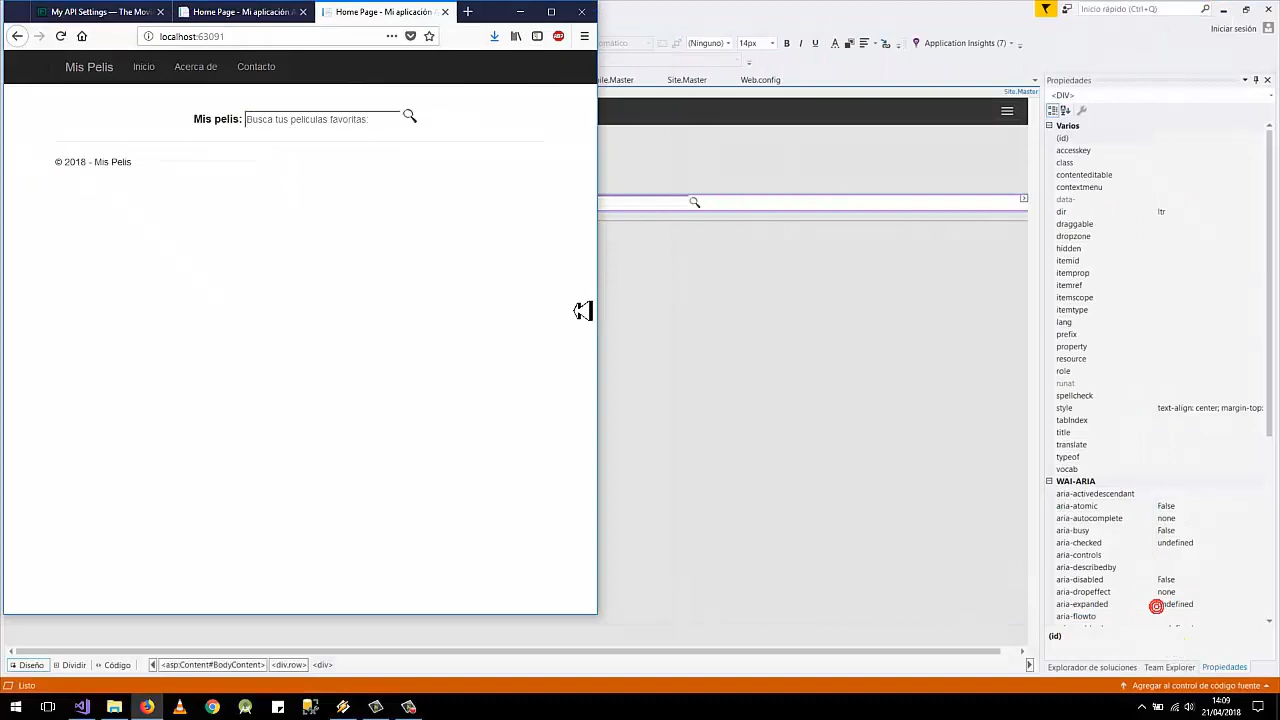 My API Settings — The Movi
Home Page - Mi aplicación A
Home Page - Mi aplicación
Inicio rápido (Ctrl+Q)
localhost:63091
(Ninguno)
14px
Application Insights (7)
Iniciar sesión
Mis Pelis
Inicio
Acerca de
Contacto
Site.Master
Web.config
Propiedades
Site.Master
<DIV>
Mis pelis:
Busca tus películas favoritas:
© 2018 - Mis Pelis
Varios
(id)
accesskey
class
contenteditable
contextmenu
data-
dir ltr
draggable
dropzone
hidden
itemid
itemprop
itemref
itemscope
itemtype
lang
prefix
property
resource
role
runat
spellcheck
style text-align: center; margin-top:
tabIndex
title
translate
typeof
vocab
WAI-ARIA
aria-activedescendant
aria-atomic False
aria-autocomplete none
aria-busy False
aria-checked undefined
aria-controls
aria-describedby
aria-disabled False
aria-dropeffect none
aria-expanded undefined
aria-flowto
(id)
Diseño
Dividir
Código
<asp:Content#BodyContent>
<div.row>
<div>
Explorador de soluciones
Team Explorer
Propiedades
Listo
Agregar al control de código fuente
14:09
21/04/2018